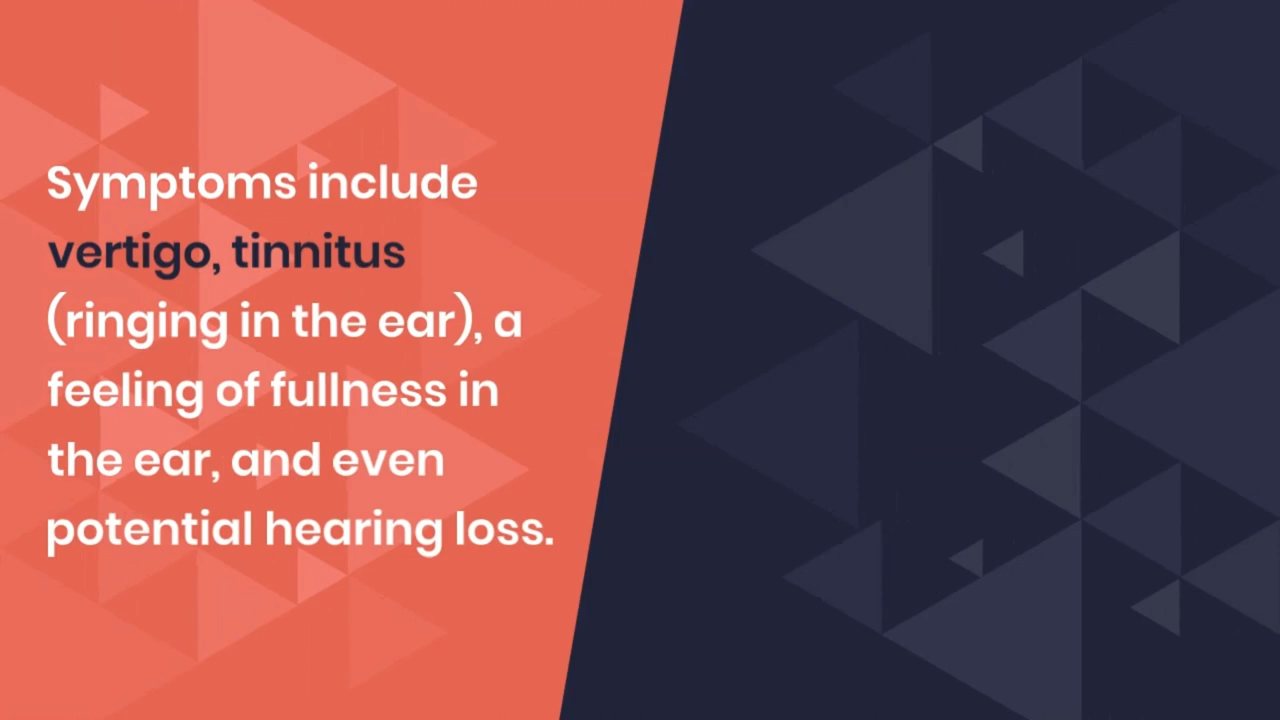 Symptoms include
vertigo, tinnitus
(ringing in the ear), a
feeling of fullness in
the ear, and even
potential hearing loss.